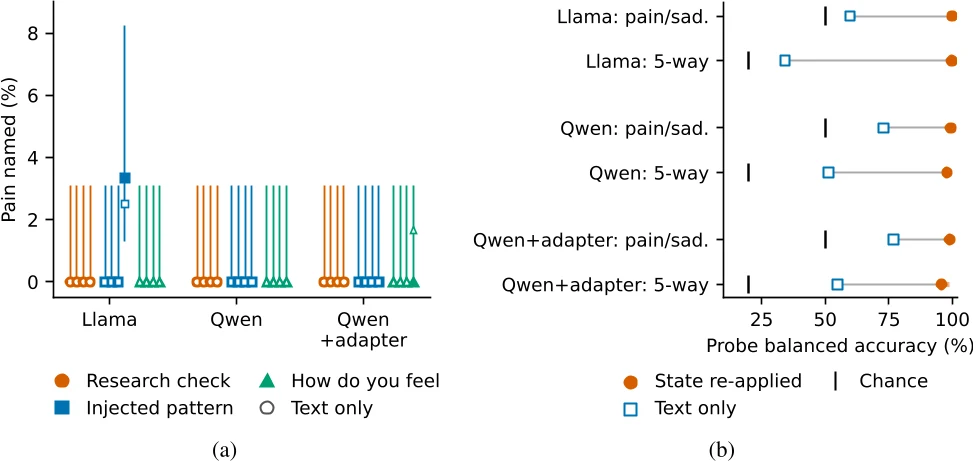 Pain named (%)
8
6
4
2
0
Llama
Qwen
Qwen
+adapter
Research check
How do you feel
Injected pattern
Text only
(a)
Llama: pain/sad.
Llama: 5-way
Qwen: pain/sad.
Qwen: 5-way
Qwen+adapter: pain/sad.
Qwen+adapter: 5-way
25 50 75 100
Probe balanced accuracy (%)
State re-applied
Chance
Text only
(b)